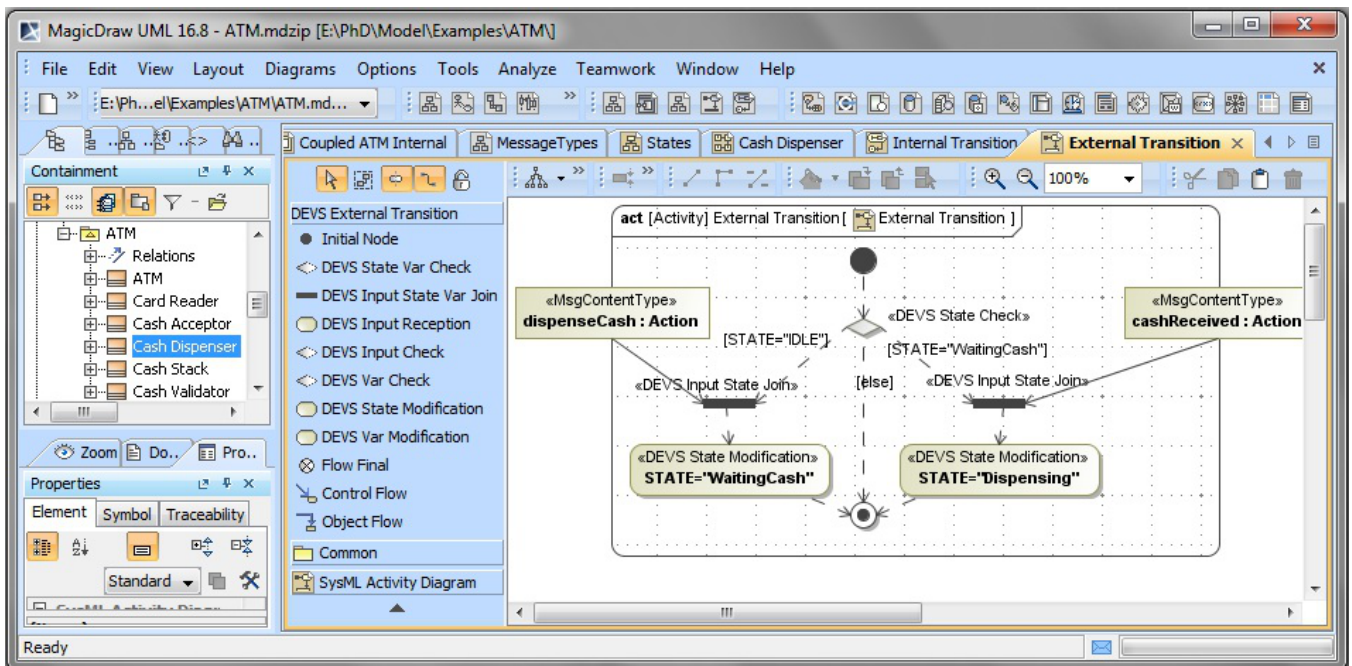 MagicDraw UML 16.8 - ATM.mdzip [E:\PhD\Model\Examples\ATM\]
File Edit View Layout Diagrams Options Tools Analyze Teamwork Window Help
E:\Ph...el\Examples\ATM\ATM.md...
Coupled ATM Internal MessageTypes States Cash Dispenser Internal Transition External Transition
Containment
100%
ATM
Relations
ATM
Card Reader
Cash Acceptor
Cash Dispenser
Cash Stack
Cash Validator
Zoom Do.. Pro..
Properties
Element Symbol Traceability
Standard
DEVS External Transition
Initial Node
DEVS State Var Check
DEVS Input State Var Join
DEVS Input Reception
DEVS Input Check
DEVS Var Check
DEVS State Modification
DEVS Var Modification
Flow Final
Control Flow
Object Flow
Common
SysML Activity Diagram
act [Activity] External Transition [ External Transition ]
«MsgContentType»
dispenseCash : Action
«DEVS State Check»
«MsgContentType»
cashReceived : Action
[STATE="IDLE"]
[STATE="WaitingCash"]
«DEVS Input State Join»
[else]
«DEVS Input State Join»
«DEVS State Modification»
STATE="WaitingCash"
«DEVS State Modification»
STATE="Dispensing"
Ready